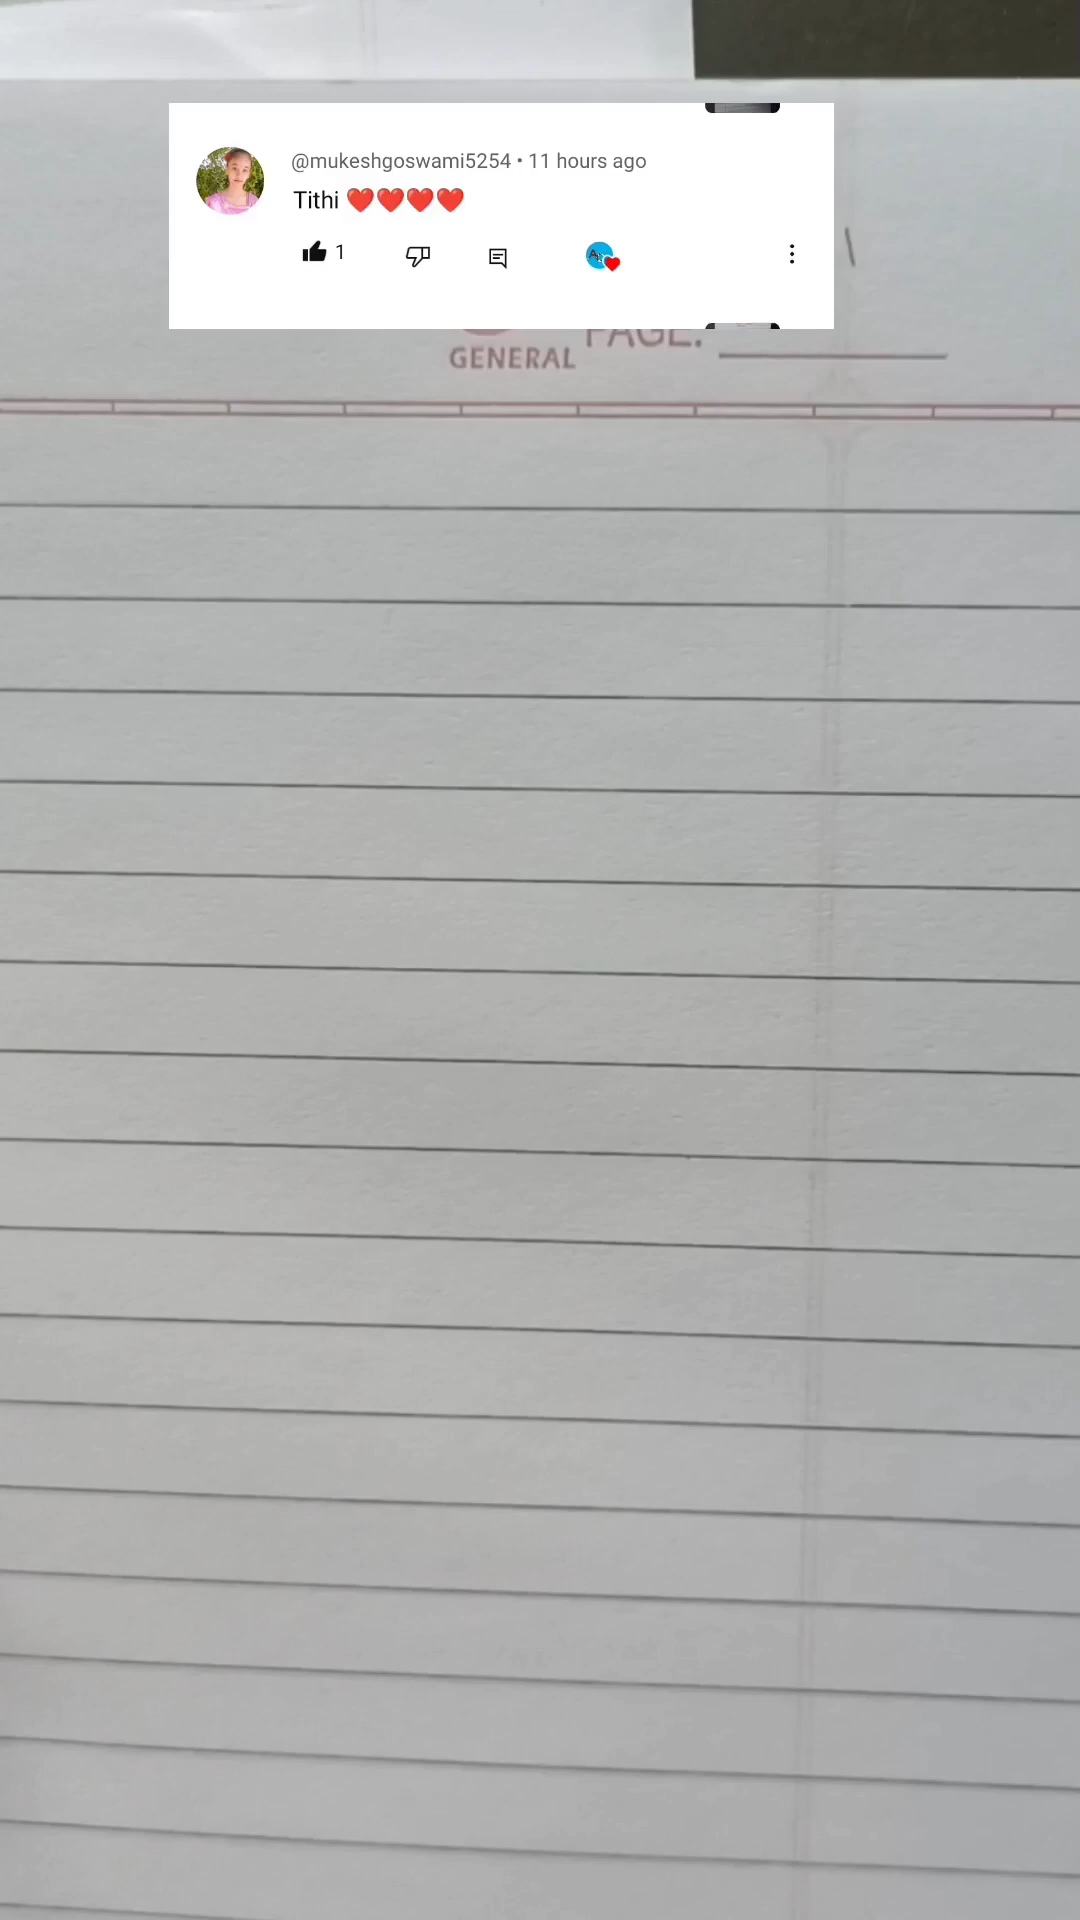 @mukeshgoswami5254 • 11 hours ago
Tithi ❤️❤️❤️❤️
1
PAGE:
GENERAL